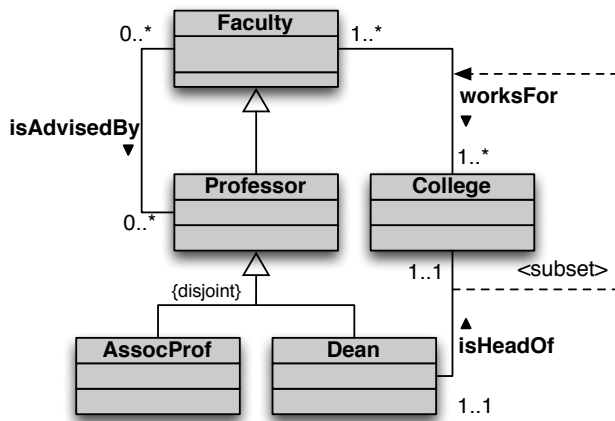 Faculty
0..*
1..*
worksFor
isAdvisedBy
1..*
Professor
College
0..*
1..1
<subset>
{disjoint}
AssocProf
Dean
isHeadOf
1..1